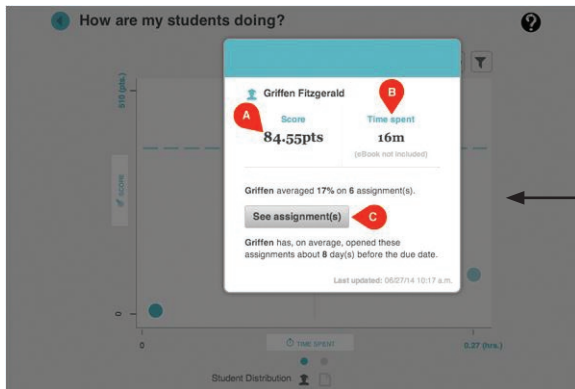 How are my students doing?
?
510 (pts.)
SCORE
0
Griffen Fitzgerald
A
B
Score
Time spent
84.55pts
16m
(eBook not included)
Griffen averaged 17% on 6 assignment(s).
See assignment(s)
C
Griffen has, on average, opened these
assignments about 8 day(s) before the due date.
Last updated: 06/27/14 10:17 a.m.
0
TIME SPENT
0.27 (hrs.)
Student Distribution